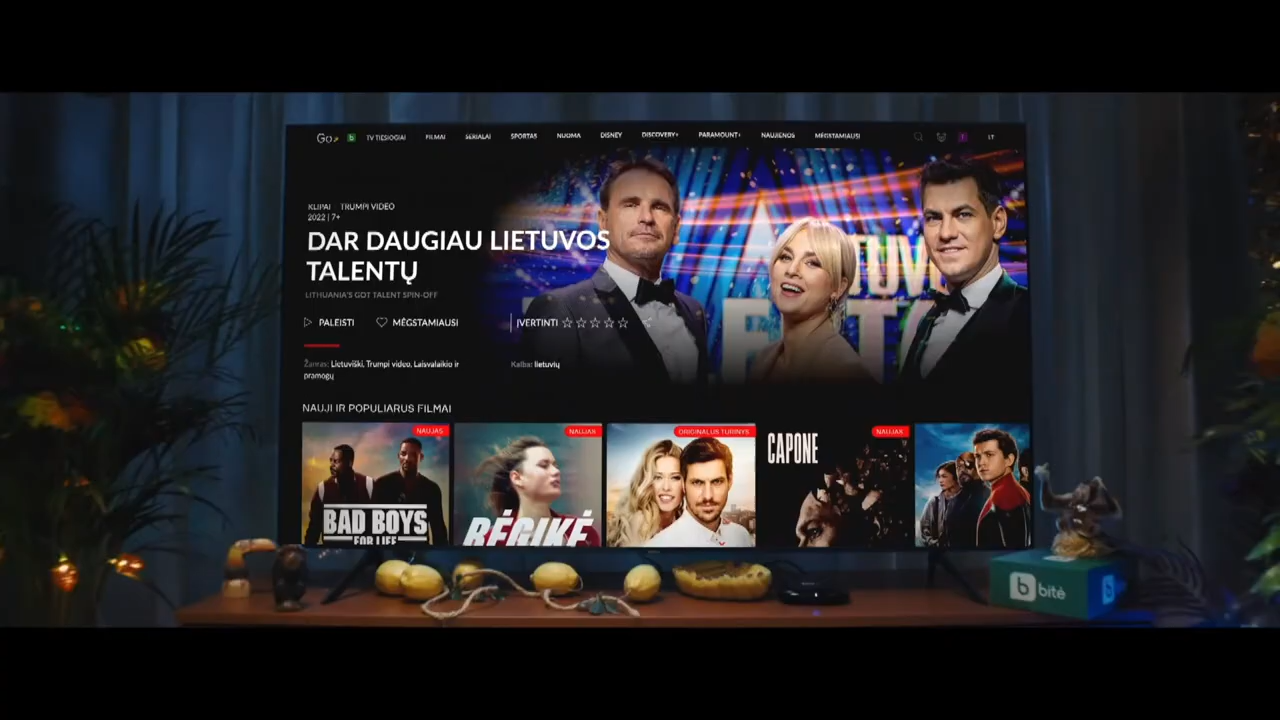 Go3 b TV TIESIOGIAI FILMAI SERIALAI SPORTAS NUOMA DISNEY DISCOVERY+ PARAMOUNT+ NAUJIENOS MĖGSTAMIAUSI LT
KLIPAI TRUMPI VIDEO
2022 | 7+
DAR DAUGIAU LIETUVOS
TALENTŲ
LITHUANIA'S GOT TALENT SPIN-OFF
PALEISTI MĖGSTAMIAUSI ĮVERTINTI
Žanras: Lietuviški, Trumpi video, Laisvalaikio ir
pramogų
Kalba: lietuvių
NAUJI IR POPULIARUS FILMAI
NAUJAS
BAD BOYS
FOR LIFE
NAUJAS
BĖGIKĖ
ORIGINALUS TURINYS
NAUJAS
CAPONE
b bitė
b